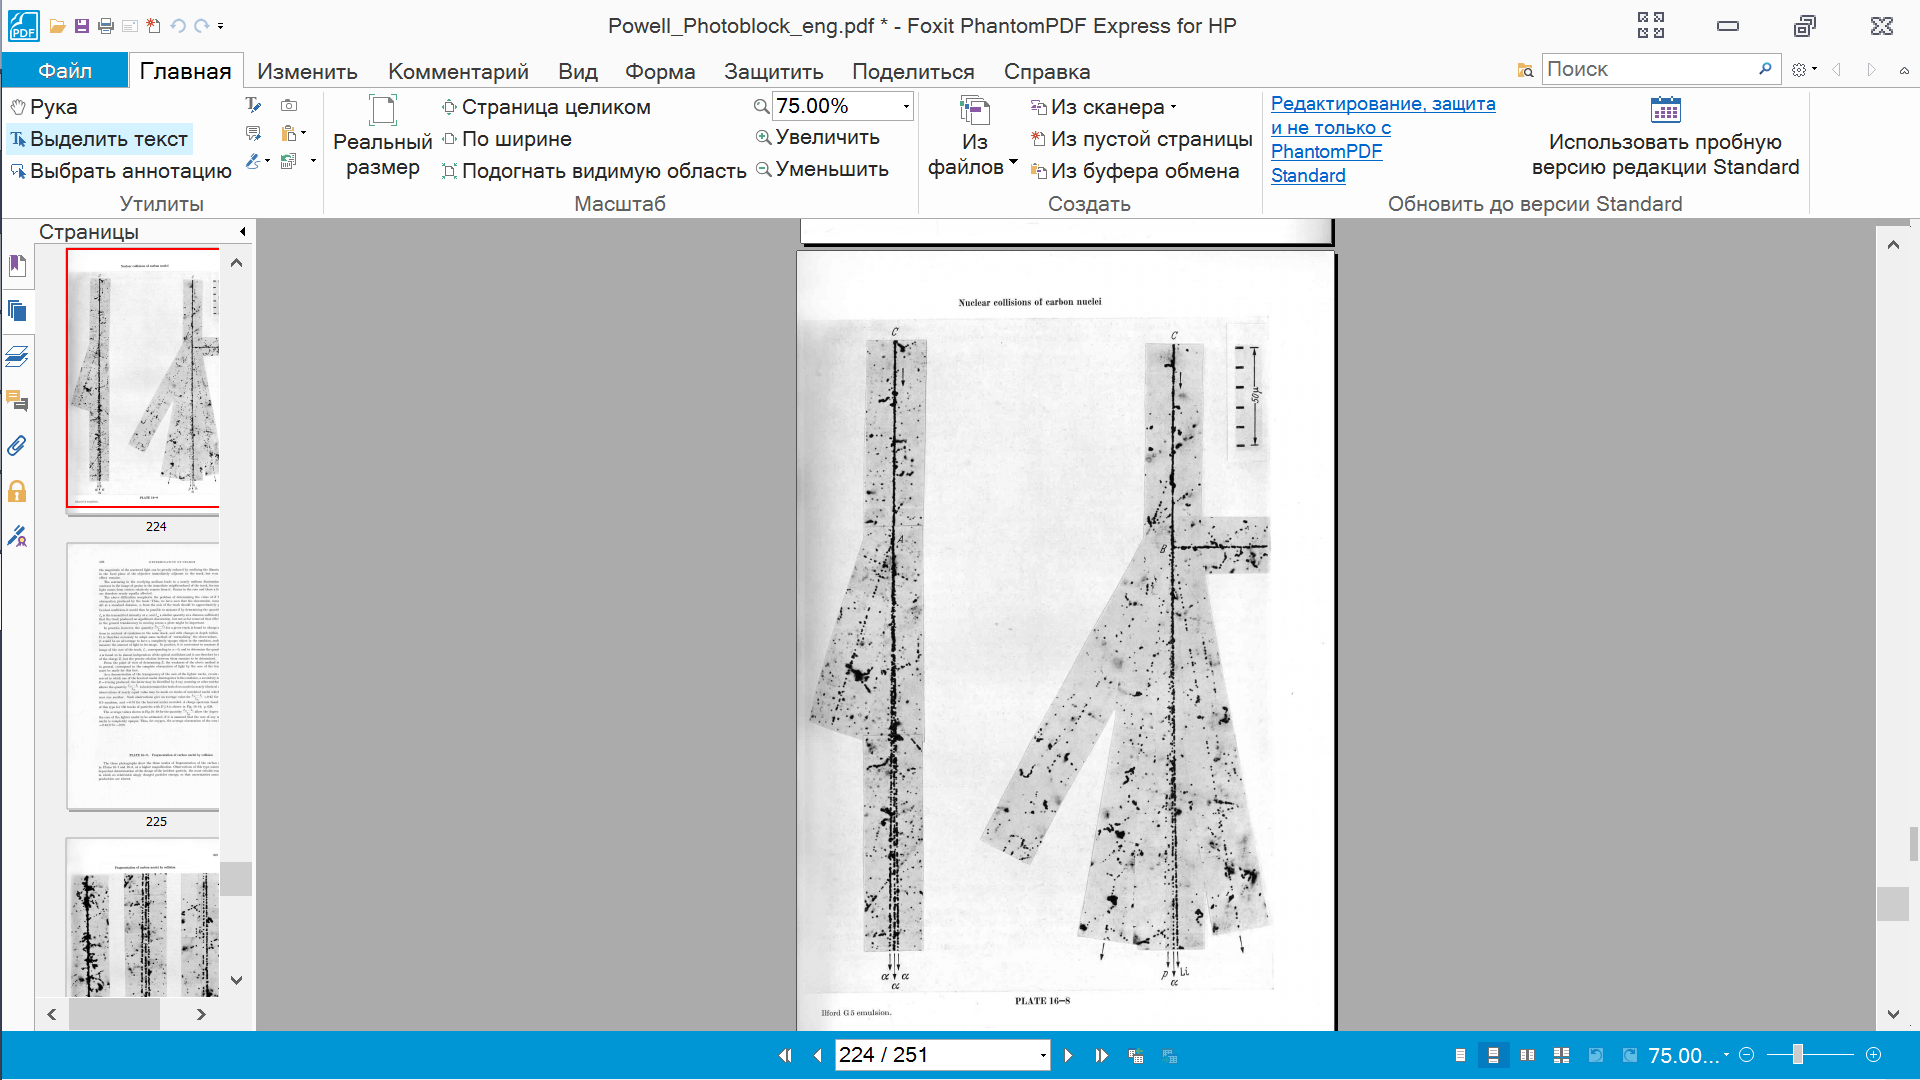 Powell_Photoblock_eng.pdf * - Foxit PhantomPDF Express for HP
Файл
Главная
Изменить
Комментарий
Вид
Форма
Защитить
Поделиться
Справка
Поиск
Рука
Выделить текст
Выбрать аннотацию
Утилиты
Реальный
размер
Страница целиком
По ширине
Подогнать видимую область
75.00%
Увеличить
Уменьшить
Масштаб
Из
файлов
Из сканера
Из пустой страницы
Из буфера обмена
Создать
Редактирование, защита
и не только с
PhantomPDF
Standard
Использовать пробную
версию редакции Standard
Обновить до версии Standard
Страницы
224
225
Nuclear collisions of carbon nuclei
C
C
50μ
A
B
α α
α
p Li
α
PLATE 16—8
Ilford G5 emulsion.
224 / 251
75.00...